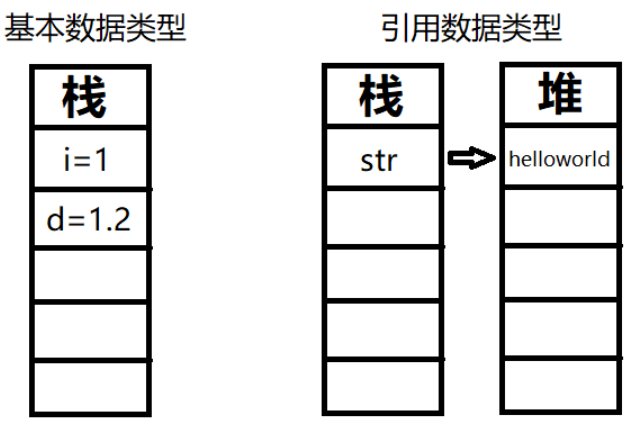 基本数据类型
引用数据类型
栈
i=1
d=1.2
栈
str
堆
helloworld